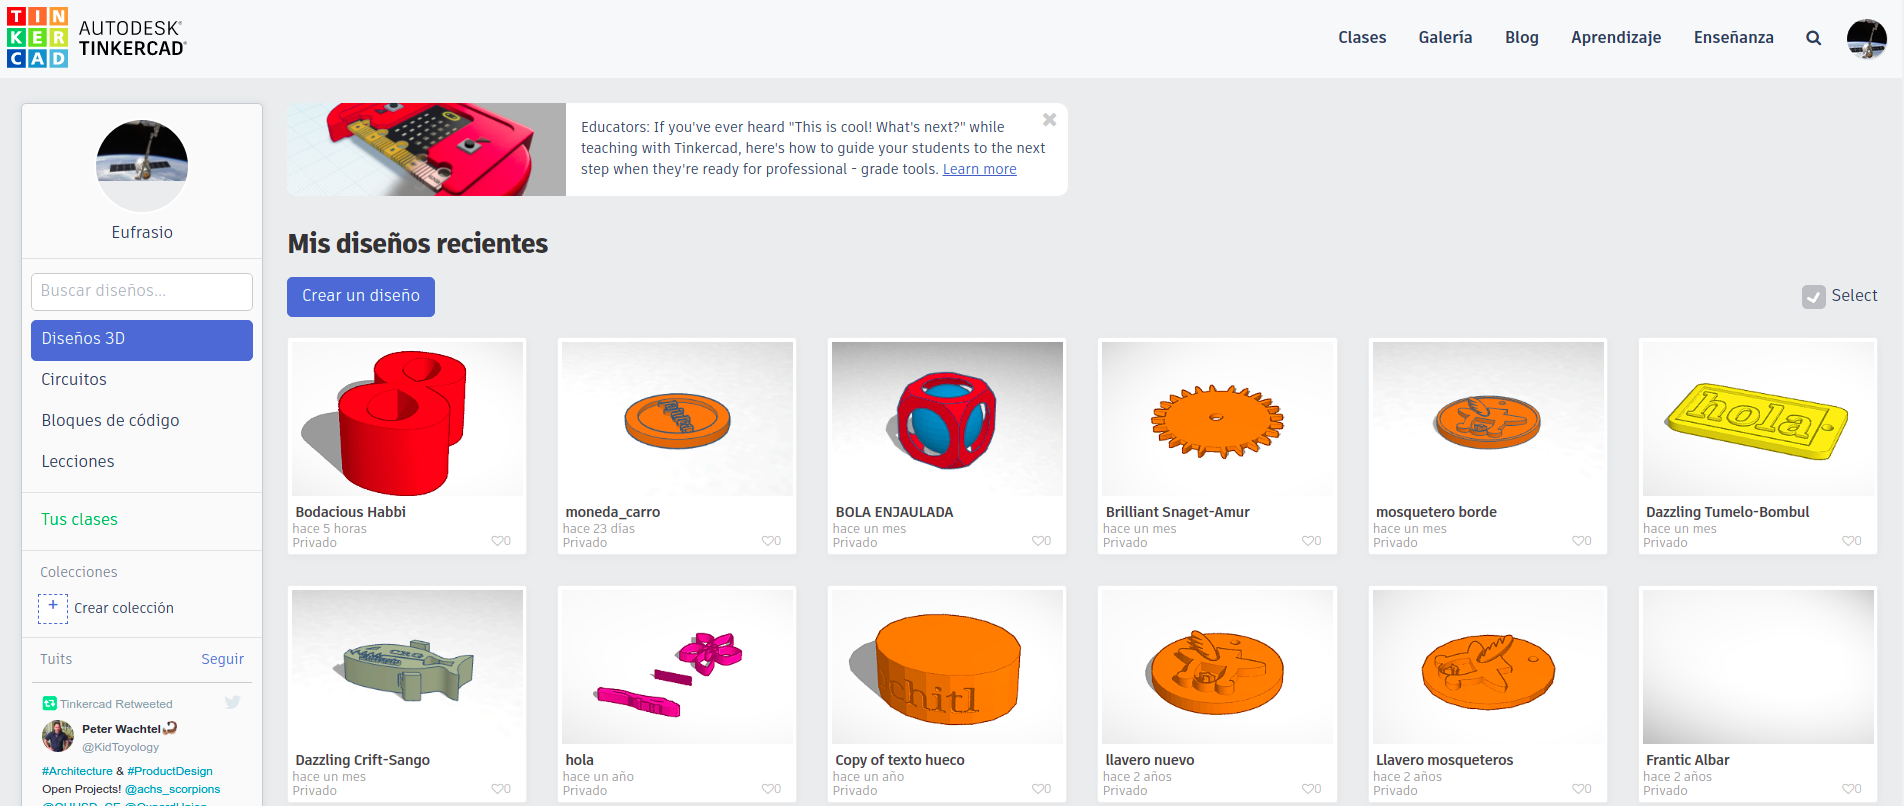 TIN
KER
CAD
AUTODESK®
TINKERCAD®
Clases
Galería
Blog
Aprendizaje
Enseñanza
Eufrasio
Buscar diseños...
Diseños 3D
Circuitos
Bloques de código
Lecciones
Tus clases
Colecciones
+ Crear colección
Tuits
Seguir
Tinkercad Retweeted
Peter Wachtel
@KidToyology
#Architecture & #ProductDesign
Open Projects! @achs_scorpions
Educators: If you've ever heard "This is cool! What's next?" while
teaching with Tinkercad, here's how to guide your students to the next
step when they're ready for professional - grade tools. Learn more
Mis diseños recientes
Crear un diseño
Select
Bodacious Habbi
hace 5 horas
Privado
0
moneda_carro
hace 23 días
Privado
0
BOLA ENJAULADA
hace un mes
Privado
0
Brilliant Snaget-Amur
hace un mes
Privado
0
mosquetero borde
hace un mes
Privado
0
hola
Dazzling Tumelo-Bombul
hace un mes
Privado
0
Dazzling Crift-Sango
hace un mes
Privado
0
hola
hace un año
Privado
0
chitl
Copy of texto hueco
hace un año
Privado
0
llavero nuevo
hace 2 años
Privado
0
Llavero mosqueteros
hace 2 años
Privado
0
Frantic Albar
hace 2 años
Privado
0